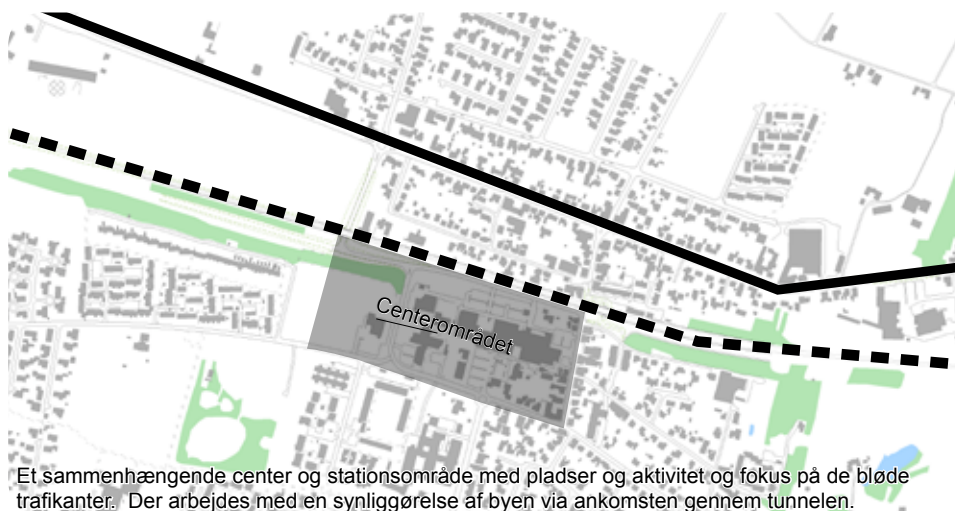 Centerområdet
Et sammenhængende center og stationsområde med pladser og aktivitet og fokus på de bløde
trafikanter.  Der arbejdes med en synliggørelse af byen via ankomsten gennem tunnelen.